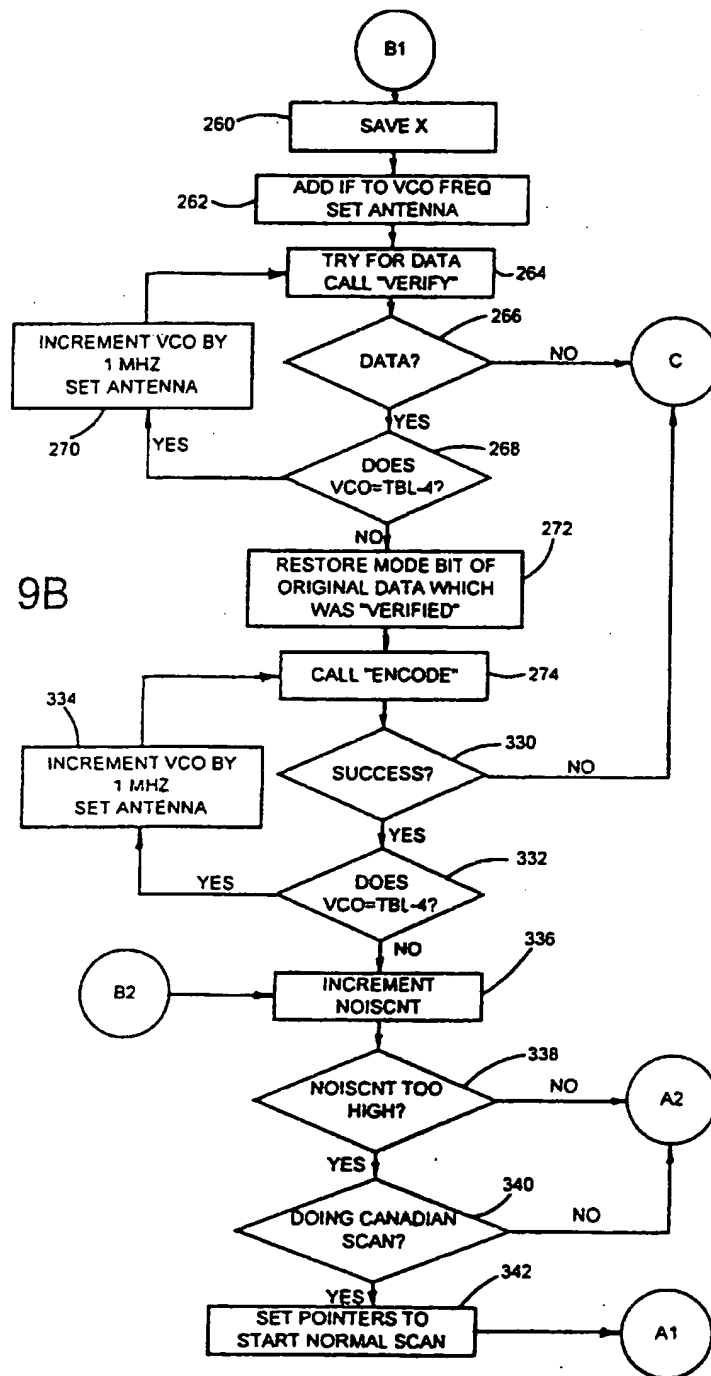 B1
260
SAVE X
262
ADD IF TO VCO FREQ
SET ANTENNA
TRY FOR DATA
CALL "VERIFY"
264
266
INCREMENT VCO BY
1 MHZ
SET ANTENNA
DATA?
NO
C
270
YES
YES
268
DOES
VCO=TBL-4?
NO
272
RESTORE MODE BIT OF
ORIGINAL DATA WHICH
WAS "VERIFIED"
9B
CALL "ENCODE"
274
334
330
INCREMENT VCO BY
1 MHZ
SET ANTENNA
SUCCESS?
NO
YES
332
YES
DOES
VCO=TBL-4?
NO
336
B2
INCREMENT
NOISCNT
338
NOISCNT TOO
HIGH?
NO
A2
YES
340
DOING CANADIAN
SCAN?
NO
YES
342
SET POINTERS TO
START NORMAL SCAN
A1